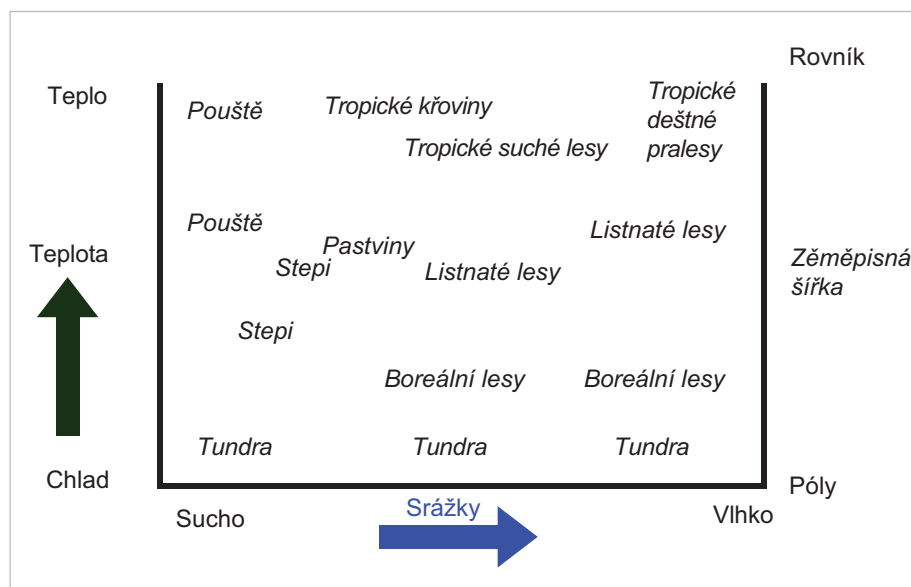 Rovník
Teplo
Pouště
Tropické křoviny
Tropické
deštné
pralesy
Tropické suché lesy
Pouště
Listnaté lesy
Teplota
Pastviny
Stepi
Listnaté lesy
Zěměpisná
šířka
Stepi
Boreální lesy
Boreální lesy
Tundra
Tundra
Tundra
Chlad
Póly
Sucho
Srážky
Vlhko